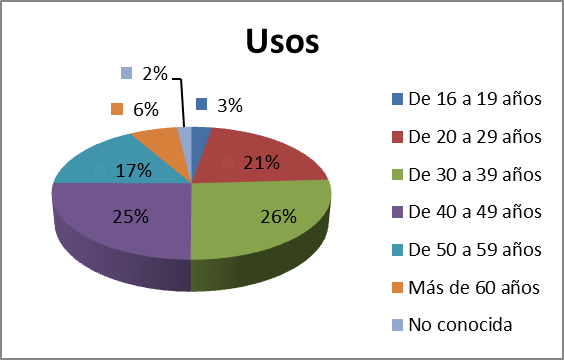 Usos
2%
3%
6%
21%
17%
25%
26%
De 16 a 19 años
De 20 a 29 años
De 30 a 39 años
De 40 a 49 años
De 50 a 59 años
Más de 60 años
No conocida